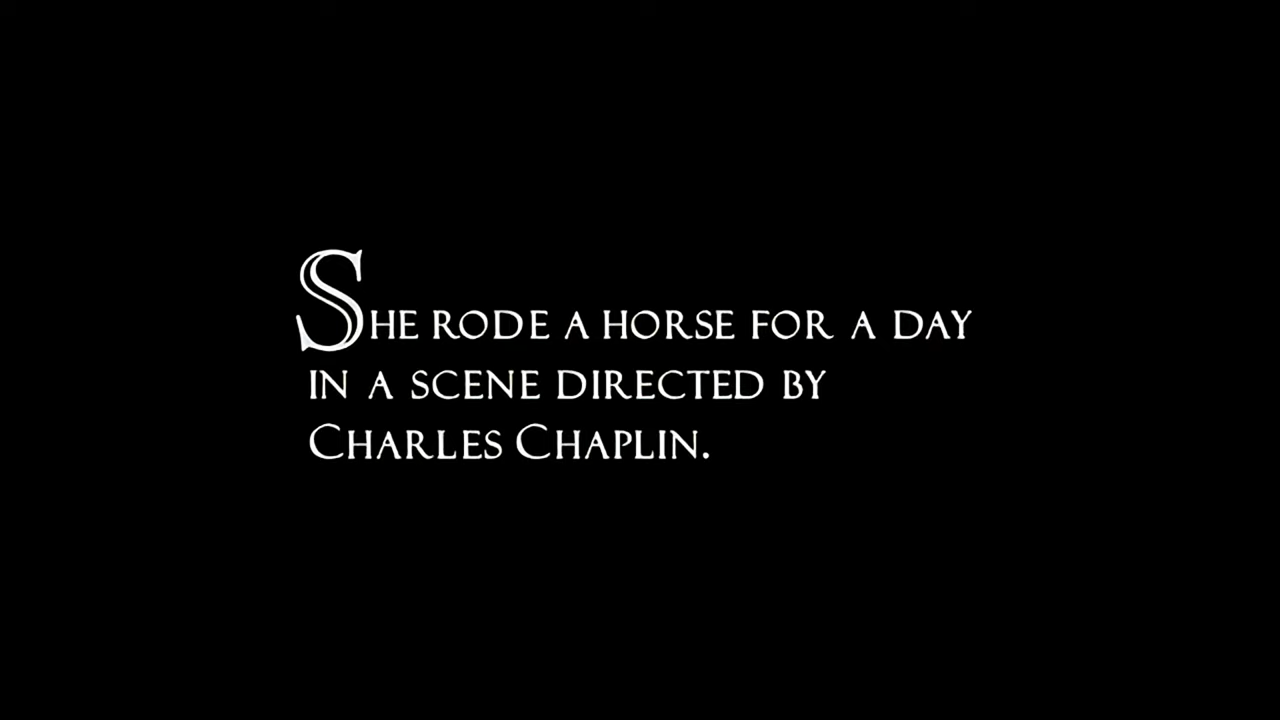 She rode a horse for a day
in a scene directed by
Charles Chaplin.